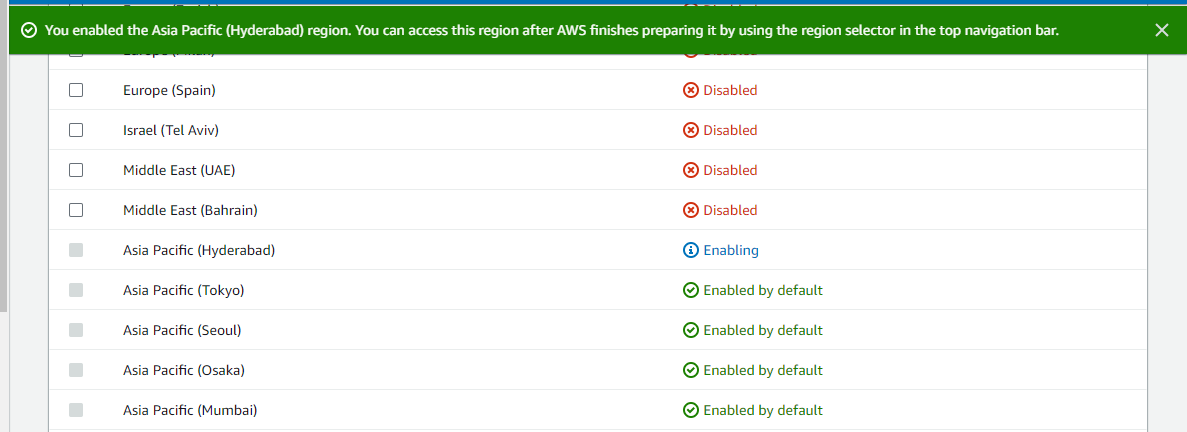 You enabled the Asia Pacific (Hyderabad) region. You can access this region after AWS finishes preparing it by using the region selector in the top navigation bar.
Europe (Spain) Disabled
Israel (Tel Aviv) Disabled
Middle East (UAE) Disabled
Middle East (Bahrain) Disabled
Asia Pacific (Hyderabad) Enabling
Asia Pacific (Tokyo) Enabled by default
Asia Pacific (Seoul) Enabled by default
Asia Pacific (Osaka) Enabled by default
Asia Pacific (Mumbai) Enabled by default